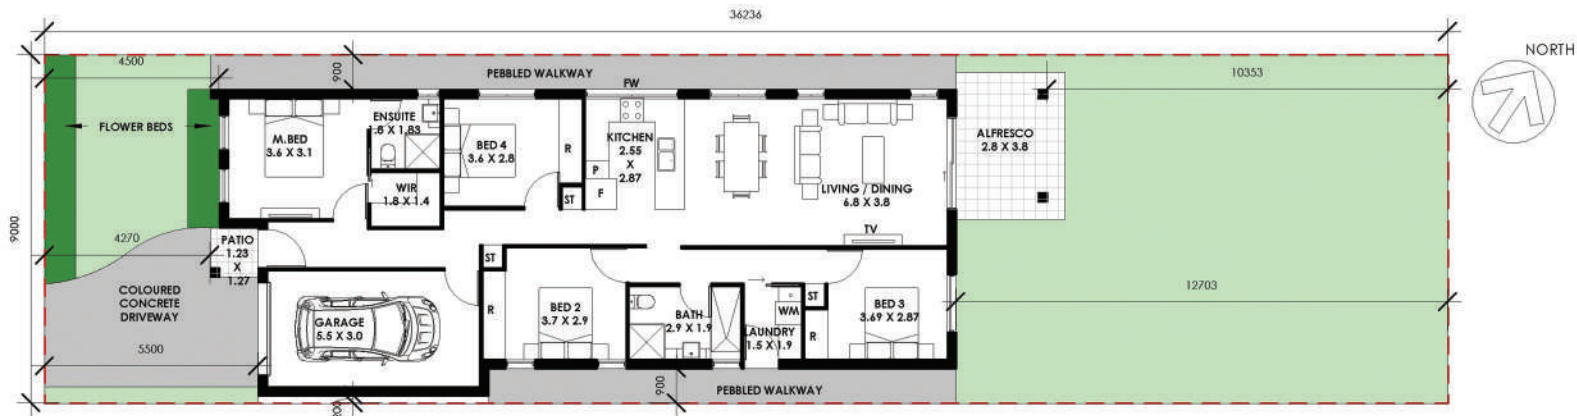 36236
NORTH
4500
900
PEBBLED WALKWAY
10353
FW
FLOWER BEDS
M.BED
3.6 X 3.1
ENSUITE
1.8 X 1.83
BED 4
3.6 X 2.8
R
KITCHEN
2.55
X
2.87
P
F
ST
WIR
1.8 X 1.4
LIVING / DINING
6.8 X 3.8
TV
ALFRESCO
2.8 X 3.8
9000
4270
PATIO
1.23
X
1.27
COLOURED
CONCRETE
DRIVEWAY
5500
GARAGE
5.5 X 3.0
ST
R
BED 2
3.7 X 2.9
BATH
2.9 X 1.9
LAUNDRY
1.5 X 1.9
WM
ST
R
BED 3
3.69 X 2.87
12703
900
PEBBLED WALKWAY